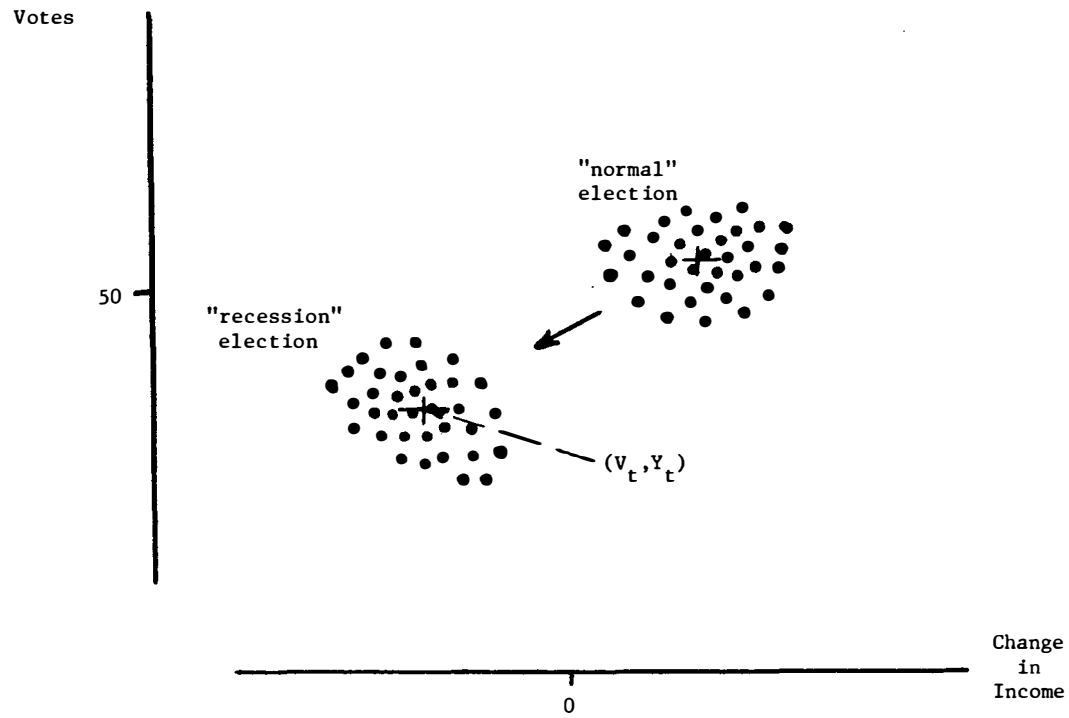 Votes
"normal"
election
50
"recession"
election
(V_t,Y_t)
Change
in
Income
0